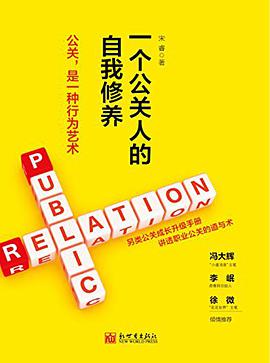 一个公关人的
自我修养
宋睿 著
公关，是一种行为艺术
PUBLIC
RELATION
另类公关成长升级手册
讲透职业公关的道与术
冯大辉
李岷
徐微
倾情推荐
新世界出版社